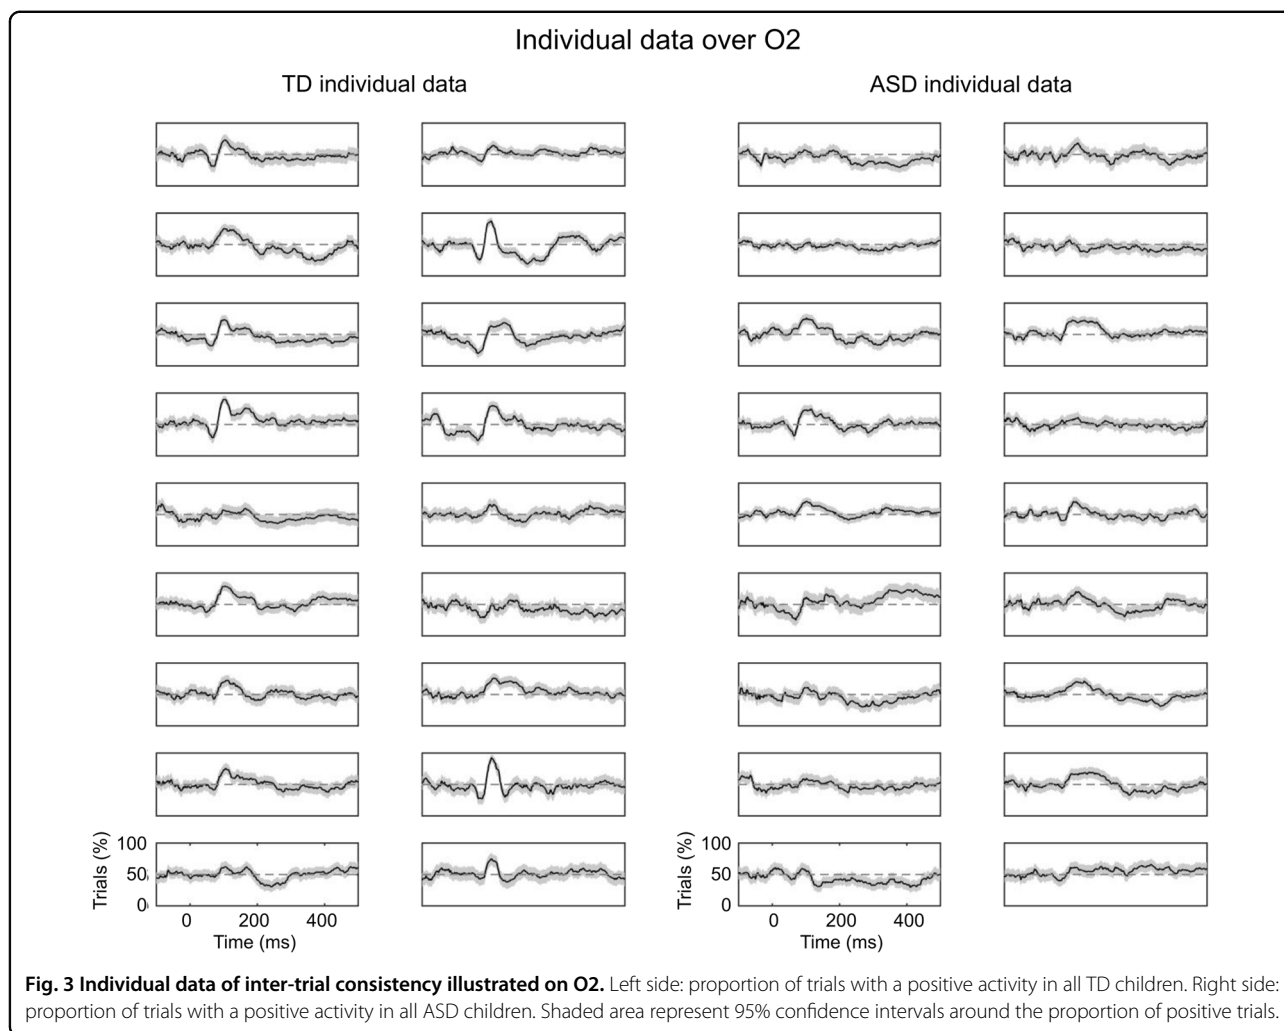 Individual data over O2
TD individual data
ASD individual data
Trials (%)
100
50
0
0 200 400
Time (ms)
Trials (%)
100
50
0
0 200 400
Time (ms)
Fig. 3 Individual data of inter-trial consistency illustrated on O2. Left side: proportion of trials with a positive activity in all TD children. Right side:
proportion of trials with a positive activity in all ASD children. Shaded area represent 95% confidence intervals around the proportion of positive trials.